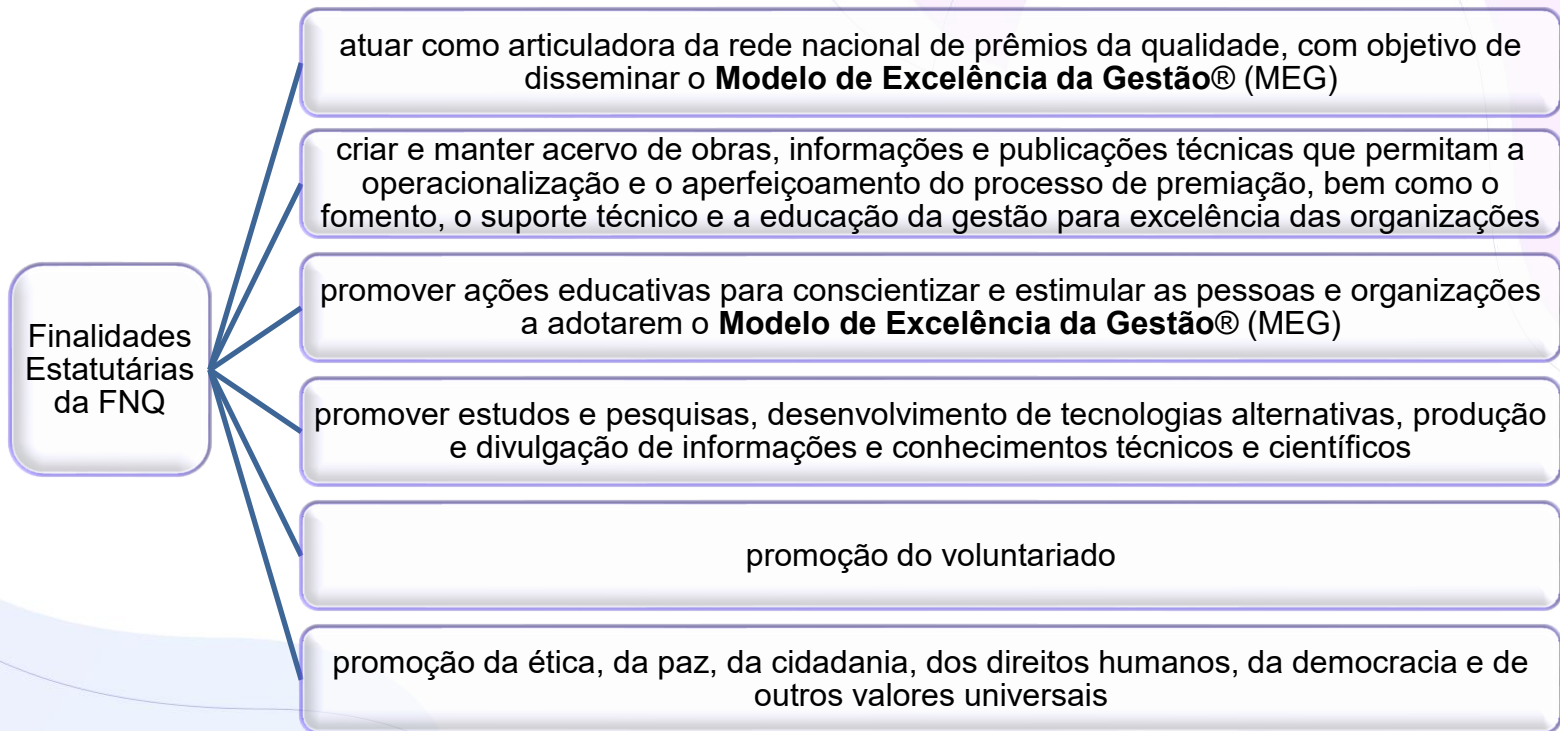 atuar como articuladora da rede nacional de prêmios da qualidade, com objetivo de
disseminar o Modelo de Excelência da Gestão® (MEG)
criar e manter acervo de obras, informações e publicações técnicas que permitam a
operacionalização e o aperfeiçoamento do processo de premiação, bem como o
fomento, o suporte técnico e a educação da gestão para excelência das organizações
Finalidades
Estatutárias
da FNQ
promover ações educativas para conscientizar e estimular as pessoas e organizações
a adotarem o Modelo de Excelência da Gestão® (MEG)
promover estudos e pesquisas, desenvolvimento de tecnologias alternativas, produção
e divulgação de informações e conhecimentos técnicos e científicos
promoção do voluntariado
promoção da ética, da paz, da cidadania, dos direitos humanos, da democracia e de
outros valores universais